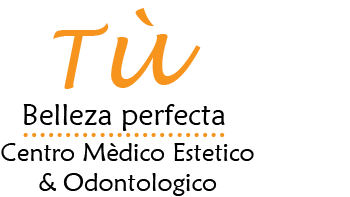 Tù
Belleza perfecta
Centro Mèdico Estetico
& Odontologico